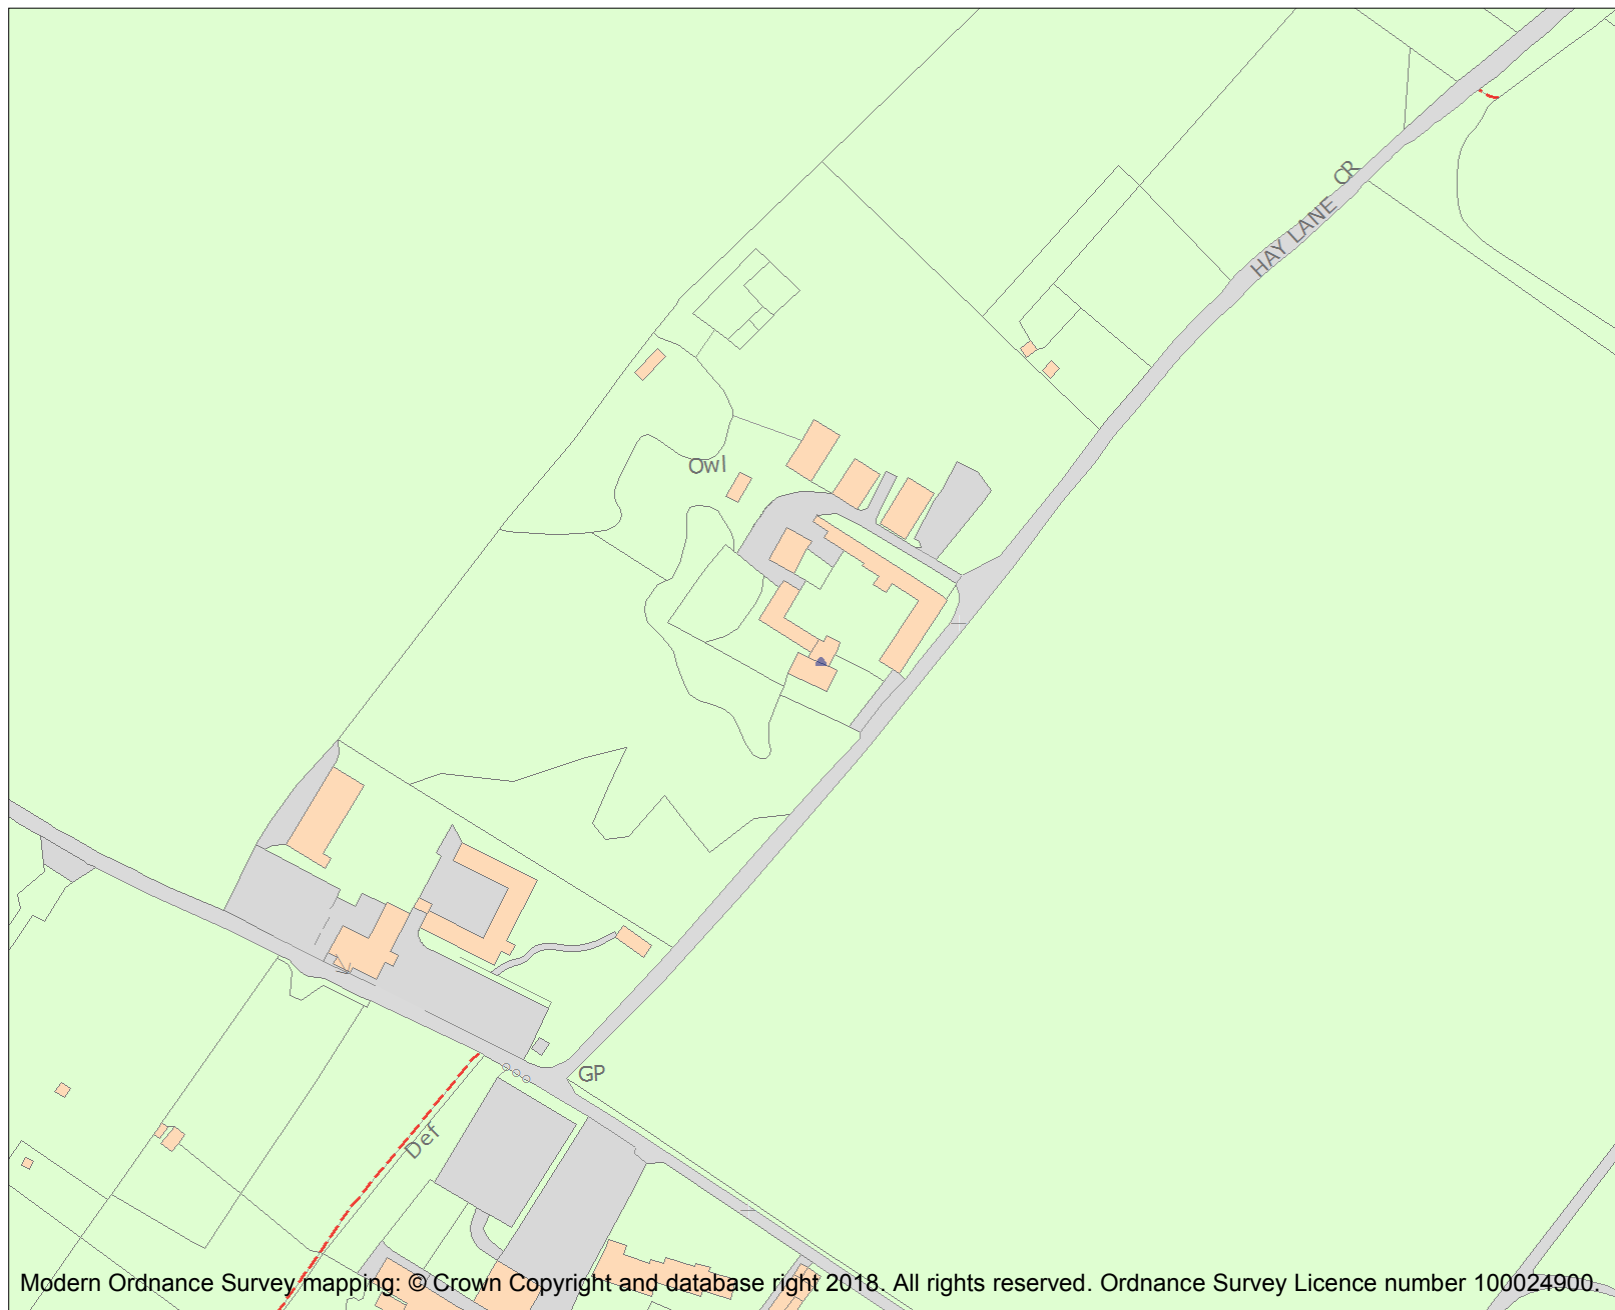 CR
HAY LANE
Owl
GP
Def
Modern Ordnance Survey mapping: © Crown Copyright and database right 2018. All rights reserved. Ordnance Survey Licence number 100024900.